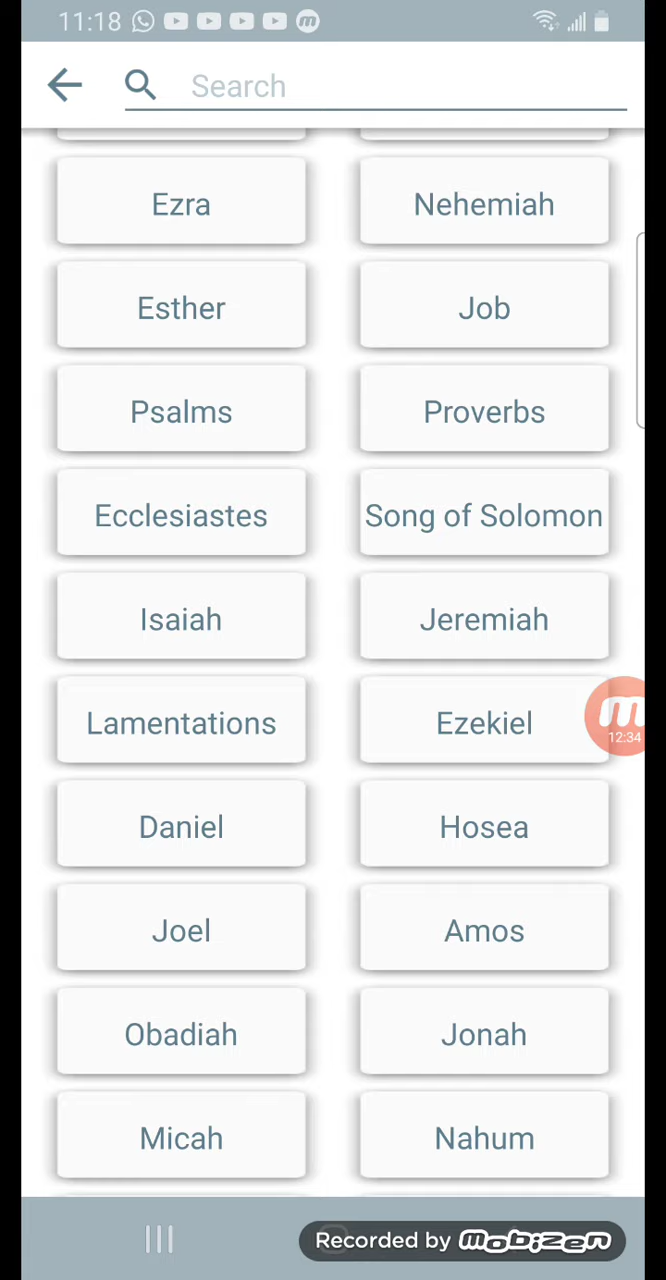 11:18
Search
Ezra
Nehemiah
Esther
Job
Psalms
Proverbs
Ecclesiastes
Song of Solomon
Isaiah
Jeremiah
Lamentations
Ezekiel
m
12:34
Daniel
Hosea
Joel
Amos
Obadiah
Jonah
Micah
Nahum
Recorded by mobizen